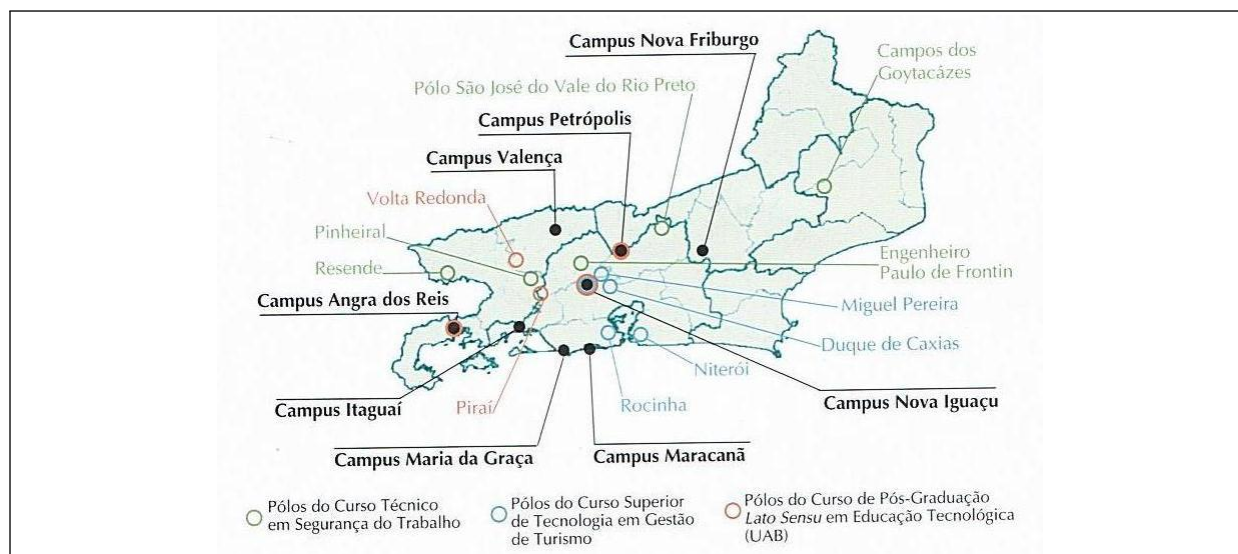 Campus Nova Friburgo
Campos dos
Goytacázes
Pólo São José do Vale do Rio Preto
Campus Petrópolis
Campus Valença
Volta Redonda
Pinheiral
Resende
Engenheiro
Paulo de Frontin
Campus Angra dos Reis
Miguel Pereira
Duque de Caxias
Niterói
Campus Itaguaí
Piraí
Rocinha
Campus Nova Iguaçu
Campus Maria da Graça
Campus Maracanã
Pólos do Curso Técnico
em Segurança do Trabalho
Pólos do Curso Superior
de Tecnologia em Gestão
de Turismo
Pólos do Curso de Pós-Graduação
Lato Sensu em Educação Tecnológica
(UAB)